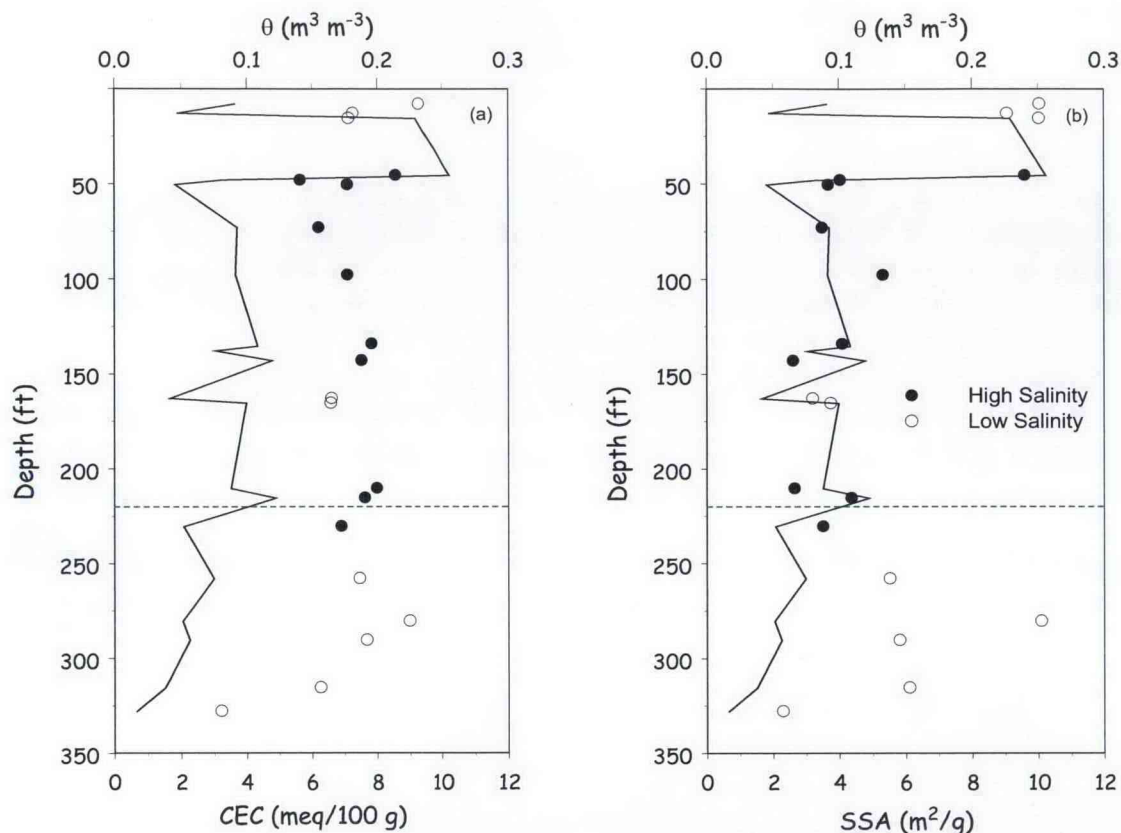 θ (m³ m⁻³)
0.0 0.1 0.2 0.3
(a)
50
100
150
200
250
300
350
Depth (ft)
0 2 4 6 8 10 12
CEC (meq/100 g)
θ (m³ m⁻³)
0.0 0.1 0.2 0.3
(b)
50
100
150
200
250
300
350
Depth (ft)
High Salinity
Low Salinity
0 2 4 6 8 10 12
SSA (m²/g)